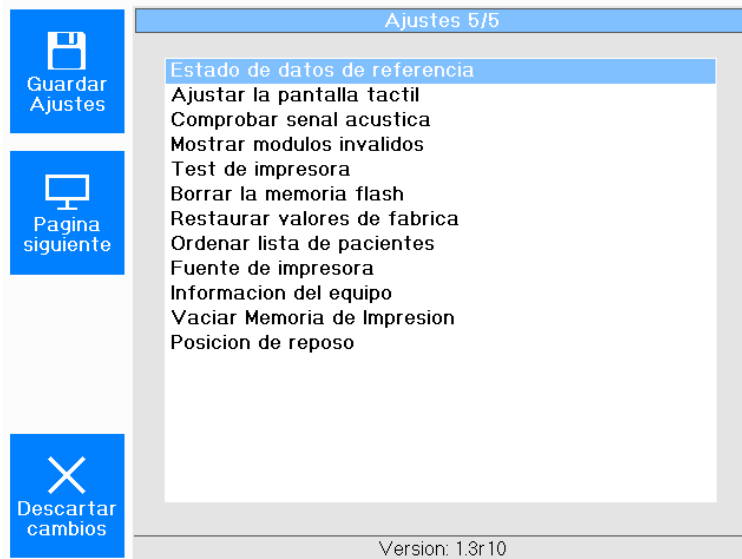 Ajustes 5/5
Guardar
Ajustes
Pagina
siguiente
Descartar
cambios
Estado de datos de referencia
Ajustar la pantalla tactil
Comprobar senal acustica
Mostrar modulos invalidos
Test de impresora
Borrar la memoria flash
Restaurar valores de fabrica
Ordenar lista de pacientes
Fuente de impresora
Informacion del equipo
Vaciar Memoria de Impresion
Posicion de reposo
Version: 1.3r10